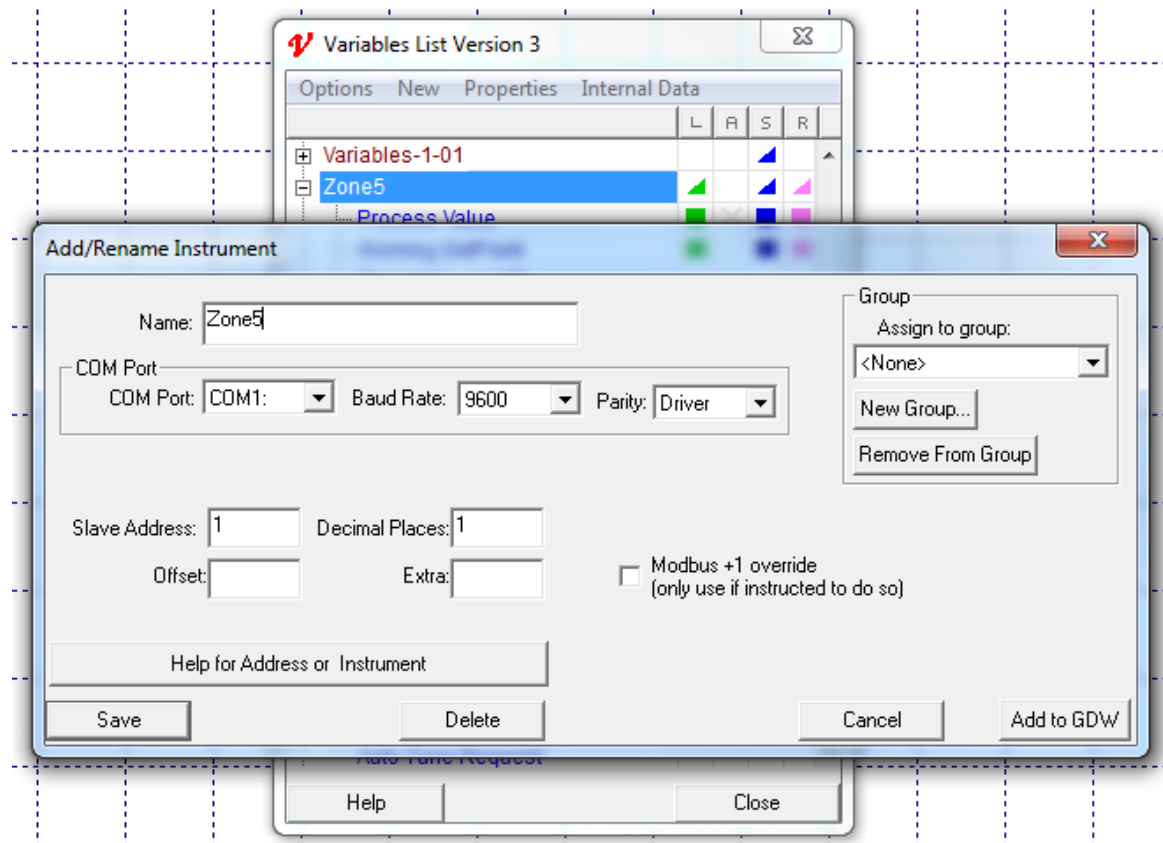 Variables List Version 3
Options New Properties Internal Data
L A S R
Variables-1-01
Zone5
Process Value
Add/Rename Instrument
Name: Zone5
COM Port
COM Port: COM1: Baud Rate: 9600 Parity: Driver
Group
Assign to group:
<None>
New Group...
Remove From Group
Slave Address: 1 Decimal Places: 1
Offset: Extra:
Modbus +1 override
(only use if instructed to do so)
Help for Address or Instrument
Save Delete Cancel Add to GDW
Auto Tune Request
Help Close